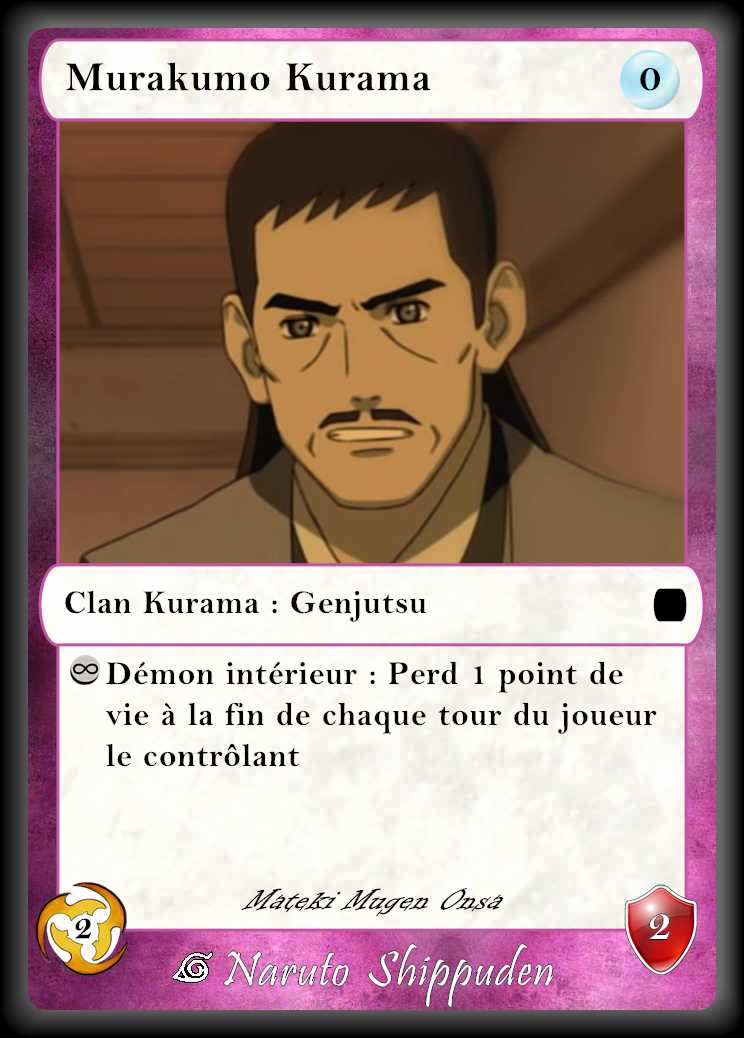 Murakumo Kurama
0
Clan Kurama : Genjutsu
Démon intérieur : Perd 1 point de
vie à la fin de chaque tour du joueur
le contrôlant
Mateki Mugen Onsa
2
2
Naruto Shippuden